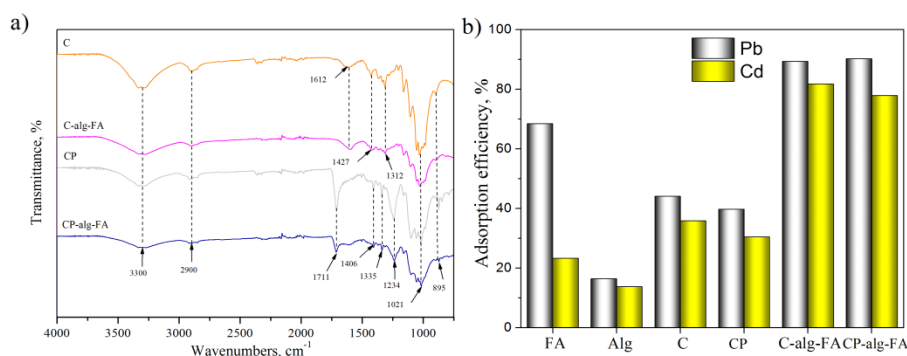 a)
C
1612
C-alg-FA
1427
1312
CP
CP-alg-FA
3300
2900
1711
1406
1335
1234
1021
895
Transmittance, %
4000
3500
3000
2500
2000
1500
1000
Wavenumbers, cm-1
b)
100
80
60
40
20
0
Adsorption efficiency, %
Pb
Cd
FA
Alg
C
CP
C-alg-FA
CP-alg-FA